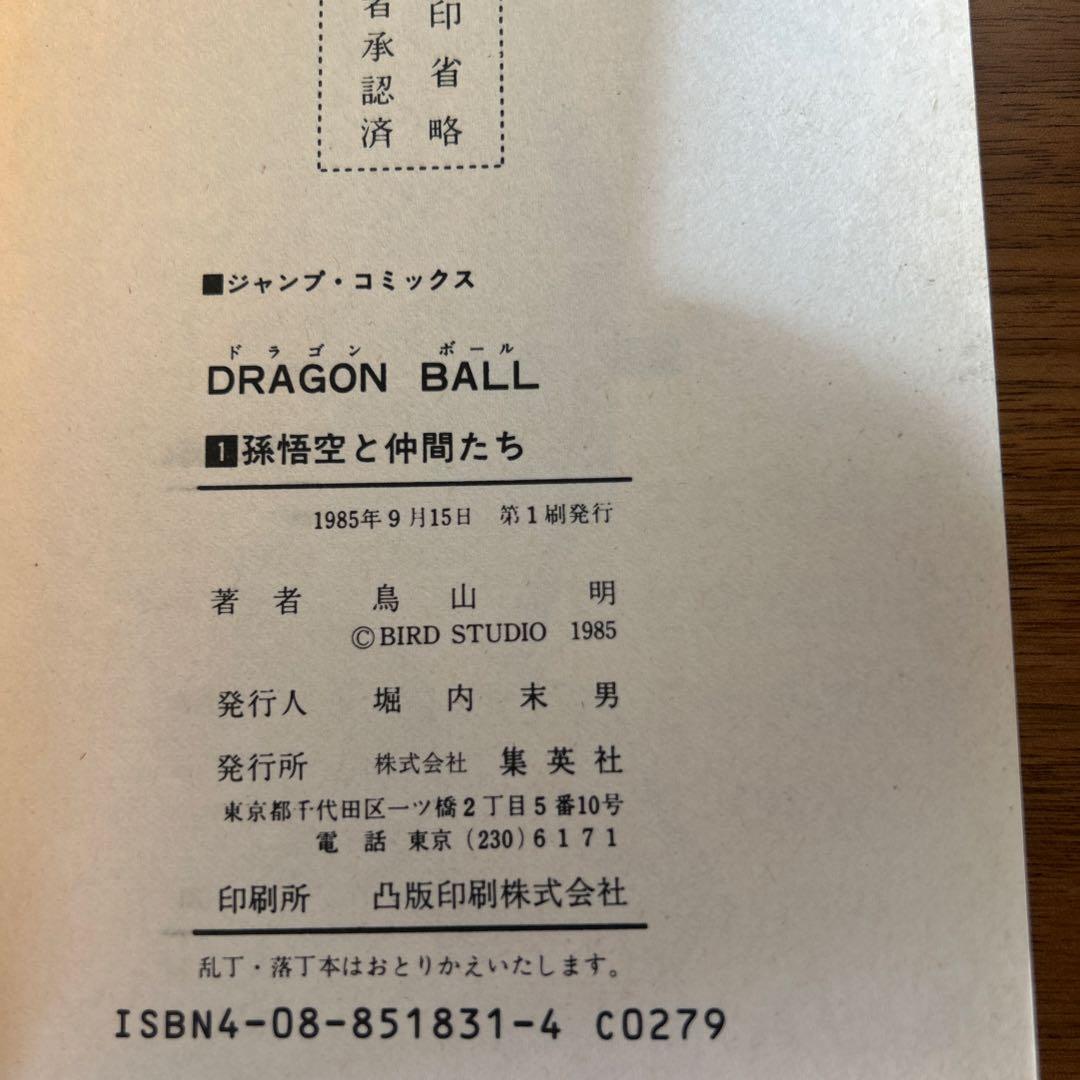 印省略
者承認済
■ジャンプ・コミックス
ドラゴン ボール
DRAGON BALL
1孫悟空と仲間たち
1985年9月15日 第1刷発行
著者 鳥山 明
©BIRD STUDIO 1985
発行人 堀内末男
発行所 株式会社 集英社
東京都千代田区一ツ橋2丁目5番10号
電話 東京(230)6171
印刷所 凸版印刷株式会社
乱丁・落丁本はおとりかえいたします。
ISBN4-08-851831-4 C0279